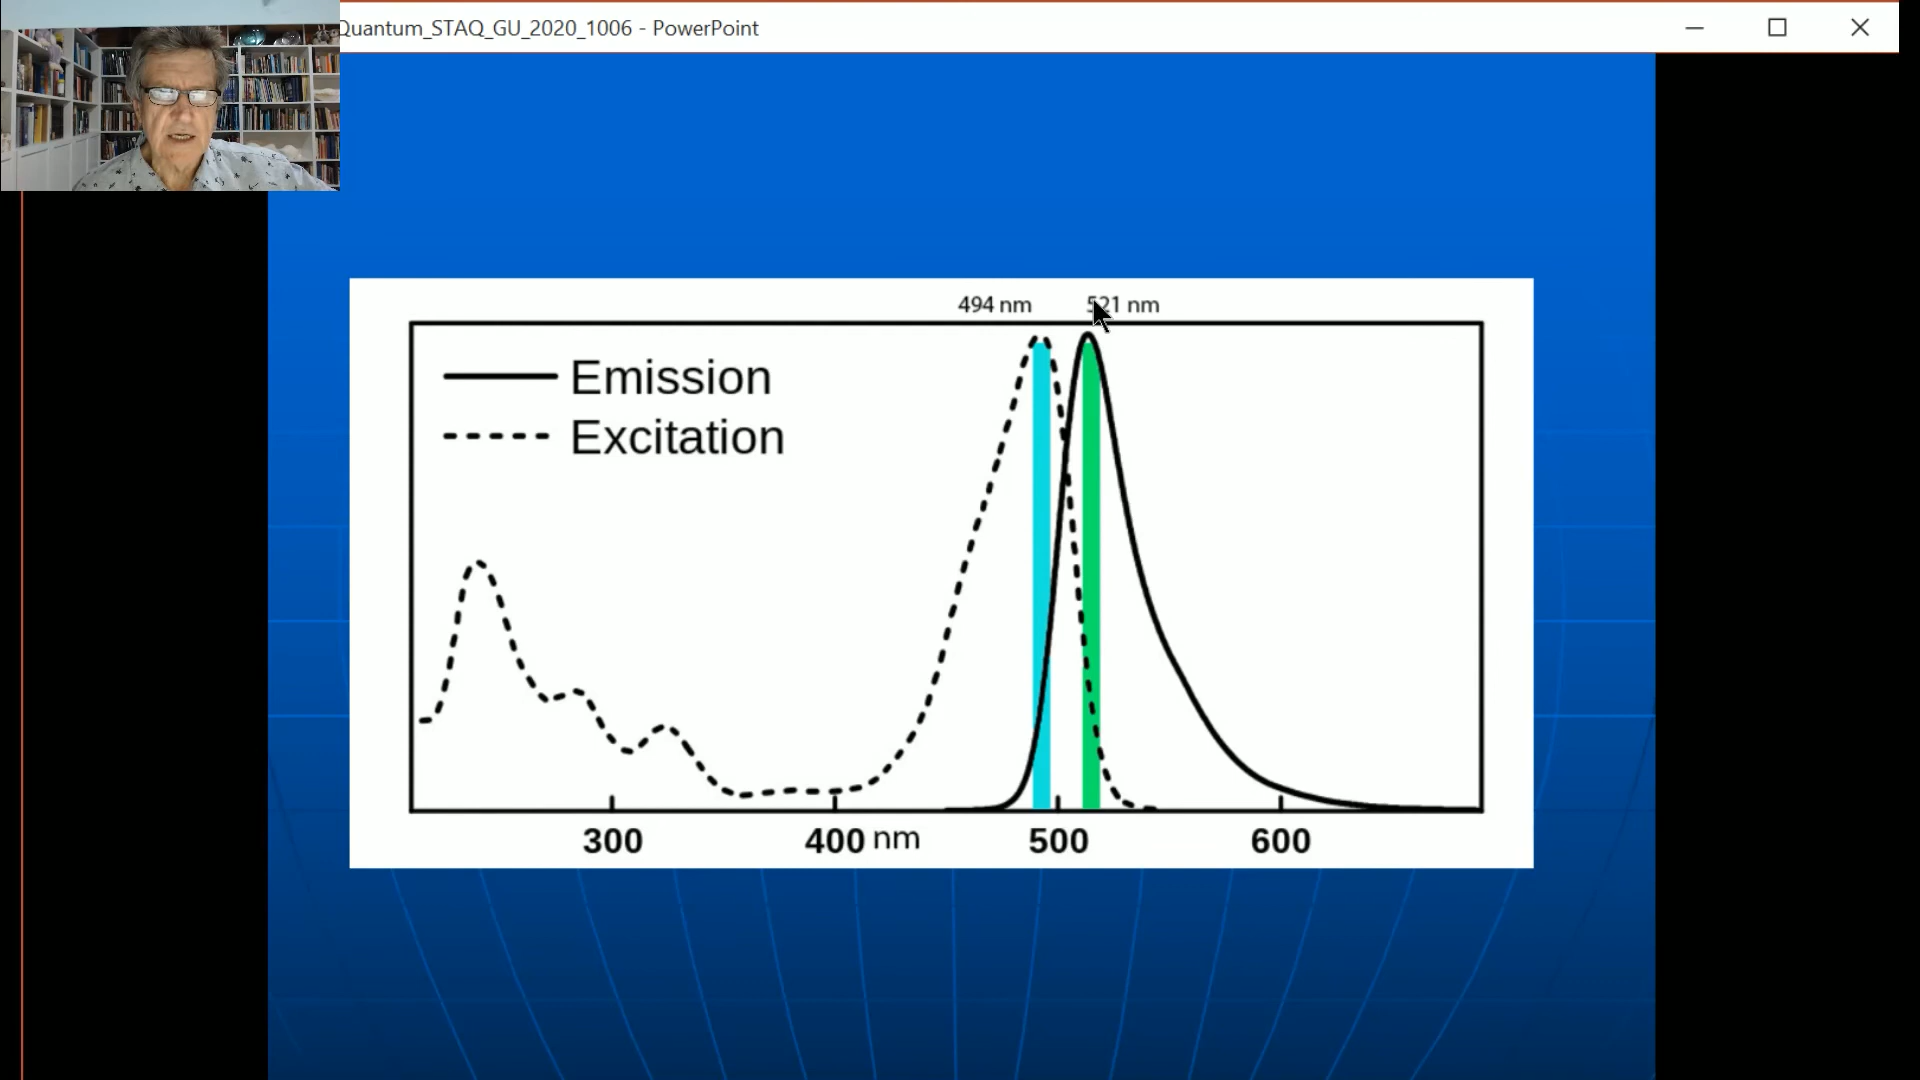 Quantum_STAQ_GU_2020_1006 - PowerPoint
494 nm 521 nm
Emission
Excitation
300 400 nm 500 600